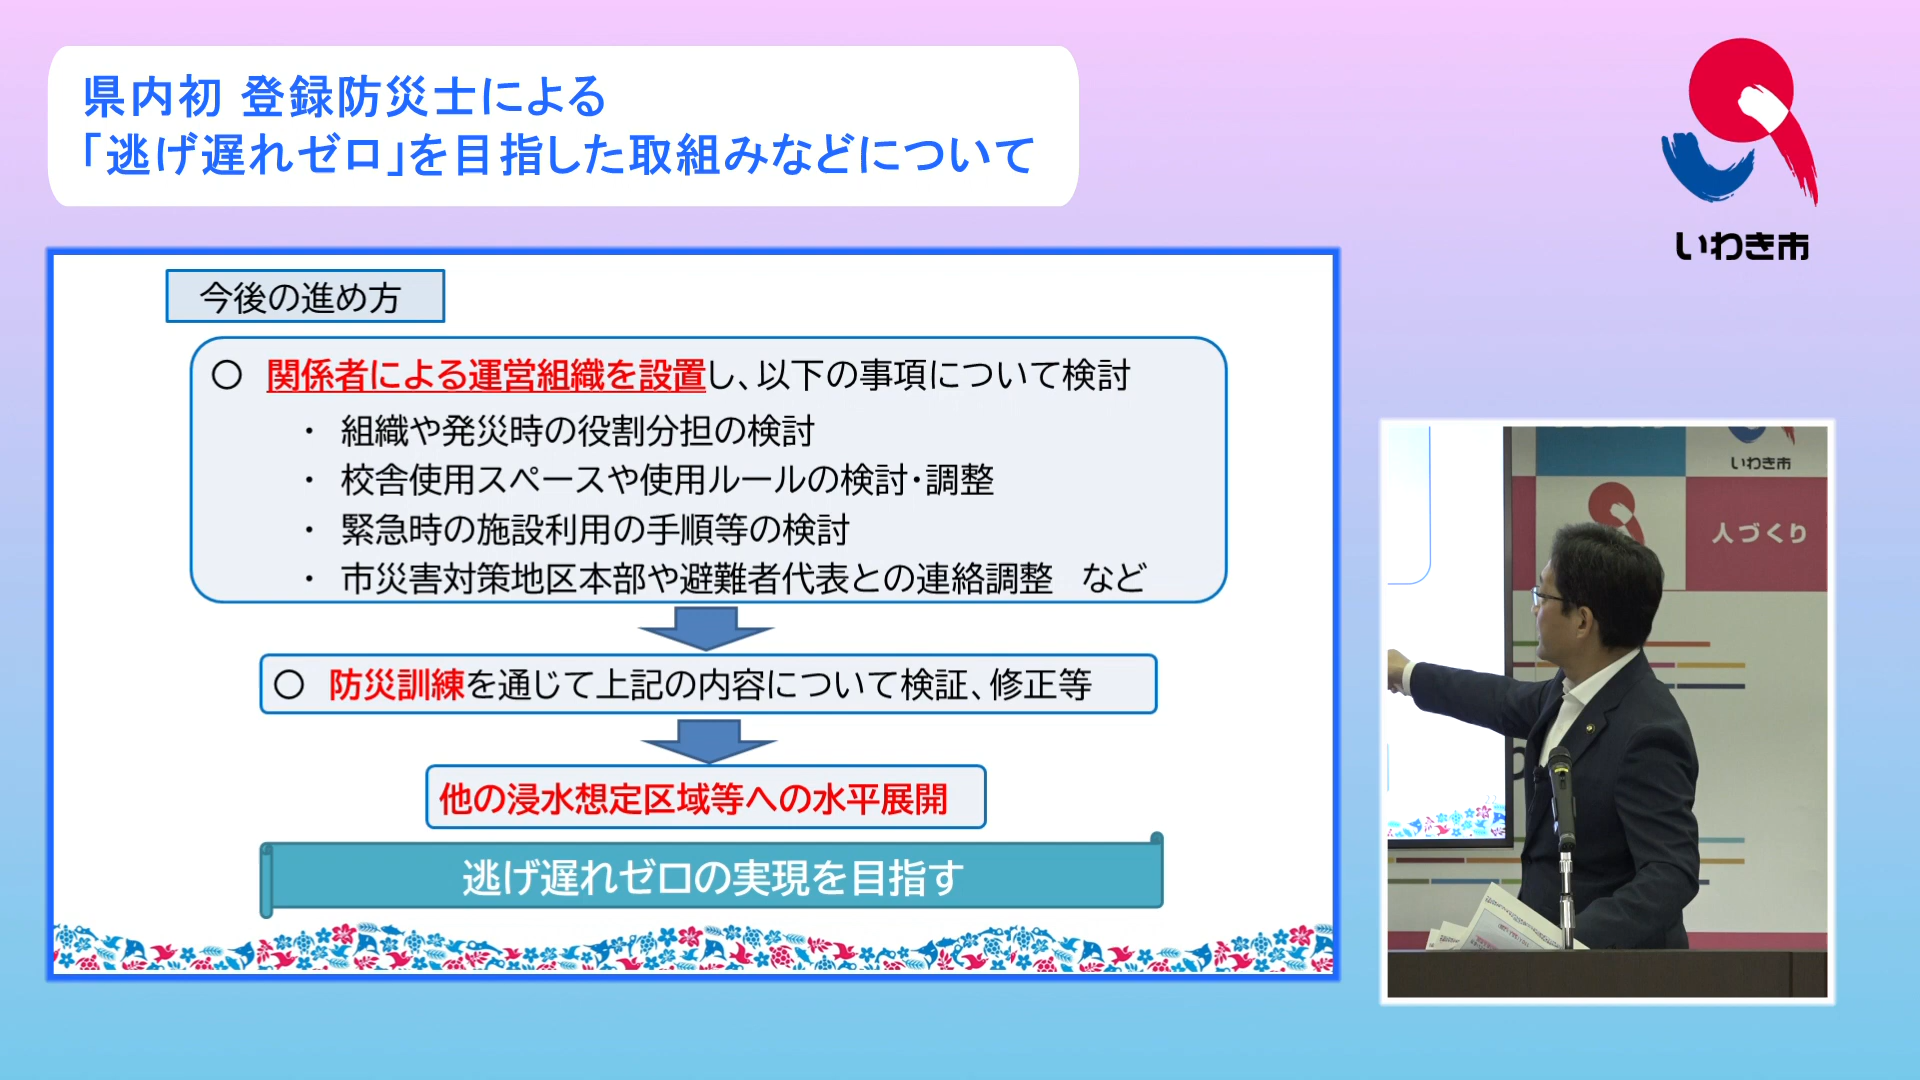 県内初 登録防災士による
「逃げ遅れゼロ」を目指した取組みなどについて
いわき市
今後の進め方
○ 関係者による運営組織を設置し、以下の事項について検討
・ 組織や発災時の役割分担の検討
・ 校舎使用スペースや使用ルールの検討・調整
・ 緊急時の施設利用の手順等の検討
・ 市災害対策地区本部や避難者代表との連絡調整 など
○ 防災訓練を通じて上記の内容について検証、修正等
他の浸水想定区域等への水平展開
逃げ遅れゼロの実現を目指す
いわき市
人づくり